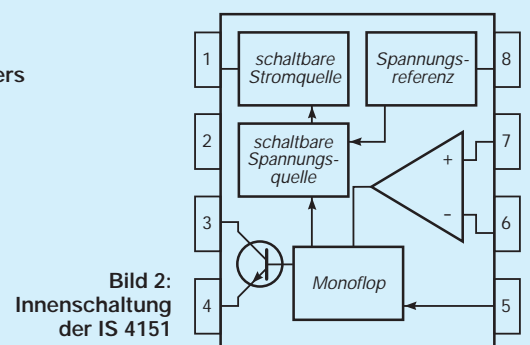 ers
Bild 2:
Innenschaltung
der IS 4151
1
2
3
4
schaltbare
Stromquelle
Spannungs-
referenz
schaltbare
Spannungs-
quelle
+
−
Monoflop
8
7
6
5